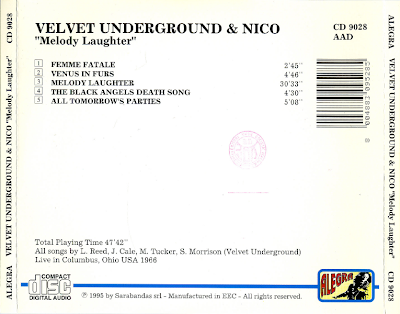 VELVET UNDERGROUND & NICO
"Melody Laughter"
CD 9028
AAD
1 FEMME FATALE 2'45"
2 VENUS IN FURS 4'46"
3 MELODY LAUGHTER 30'33"
4 THE BLACK ANGELS DEATH SONG 4'30"
5 ALL TOMORROW'S PARTIES 5'08"
8 004883 095285
Total Playing Time 47'42"
All songs by L. Reed, J. Cale, M. Tucker, S. Morrison (Velvet Underground)
Live in Columbus, Ohio USA 1966
COMPACT
disc
DIGITAL AUDIO
℗ 1995 by Sarabandas srl - Manufactured in EEC - All rights reserved.
ALEGRA
ALEGRA VELVET UNDERGROUND & NICO "Melody Laughter" CD 9028
ALEGRA VELVET UNDERGROUND & NICO "Melody Laughter" CD 9028